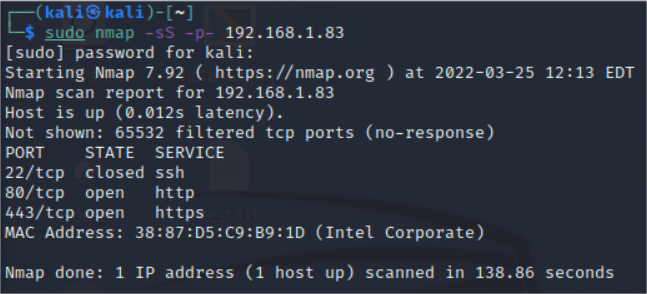 ┌──(kali㉿kali)-[~]
└─$ sudo nmap -sS -p- 192.168.1.83
[sudo] password for kali:
Starting Nmap 7.92 ( https://nmap.org ) at 2022-03-25 12:13 EDT
Nmap scan report for 192.168.1.83
Host is up (0.012s latency).
Not shown: 65532 filtered tcp ports (no-response)
PORT    STATE  SERVICE
22/tcp  closed ssh
80/tcp  open   http
443/tcp open   https
MAC Address: 38:87:D5:C9:B9:1D (Intel Corporate)
Nmap done: 1 IP address (1 host up) scanned in 138.86 seconds